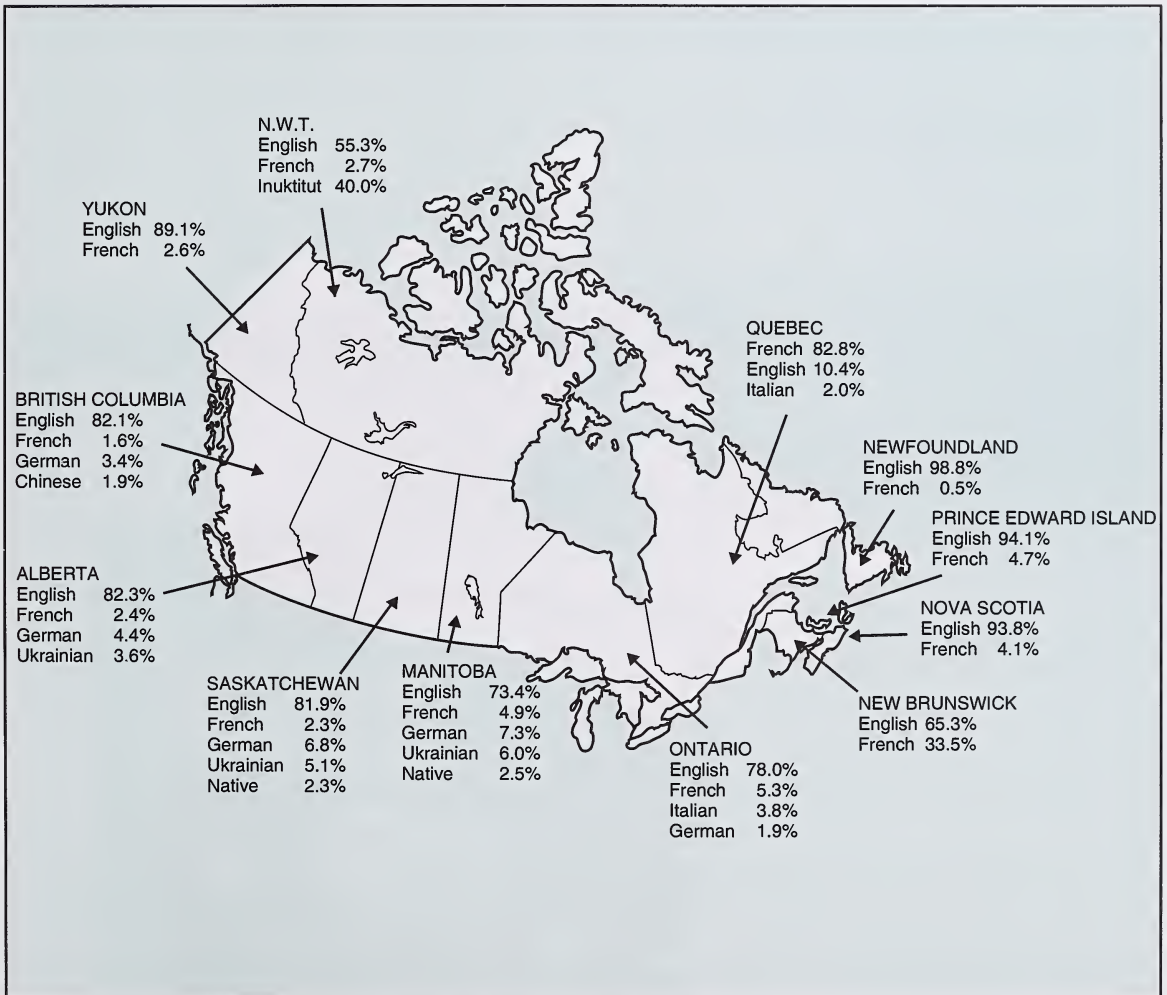 N.W.T.
English 55.3%
French 2.7%
Inuktitut 40.0%
YUKON
English 89.1%
French 2.6%
QUEBEC
French 82.8%
English 10.4%
Italian 2.0%
BRITISH COLUMBIA
English 82.1%
French 1.6%
German 3.4%
Chinese 1.9%
NEWFOUNDLAND
English 98.8%
French 0.5%
PRINCE EDWARD ISLAND
English 94.1%
French 4.7%
ALBERTA
English 82.3%
French 2.4%
German 4.4%
Ukrainian 3.6%
NOVA SCOTIA
English 93.8%
French 4.1%
SASKATCHEWAN
English 81.9%
French 2.3%
German 6.8%
Ukrainian 5.1%
Native 2.3%
MANITOBA
English 73.4%
French 4.9%
German 7.3%
Ukrainian 6.0%
Native 2.5%
NEW BRUNSWICK
English 65.3%
French 33.5%
ONTARIO
English 78.0%
French 5.3%
Italian 3.8%
German 1.9%